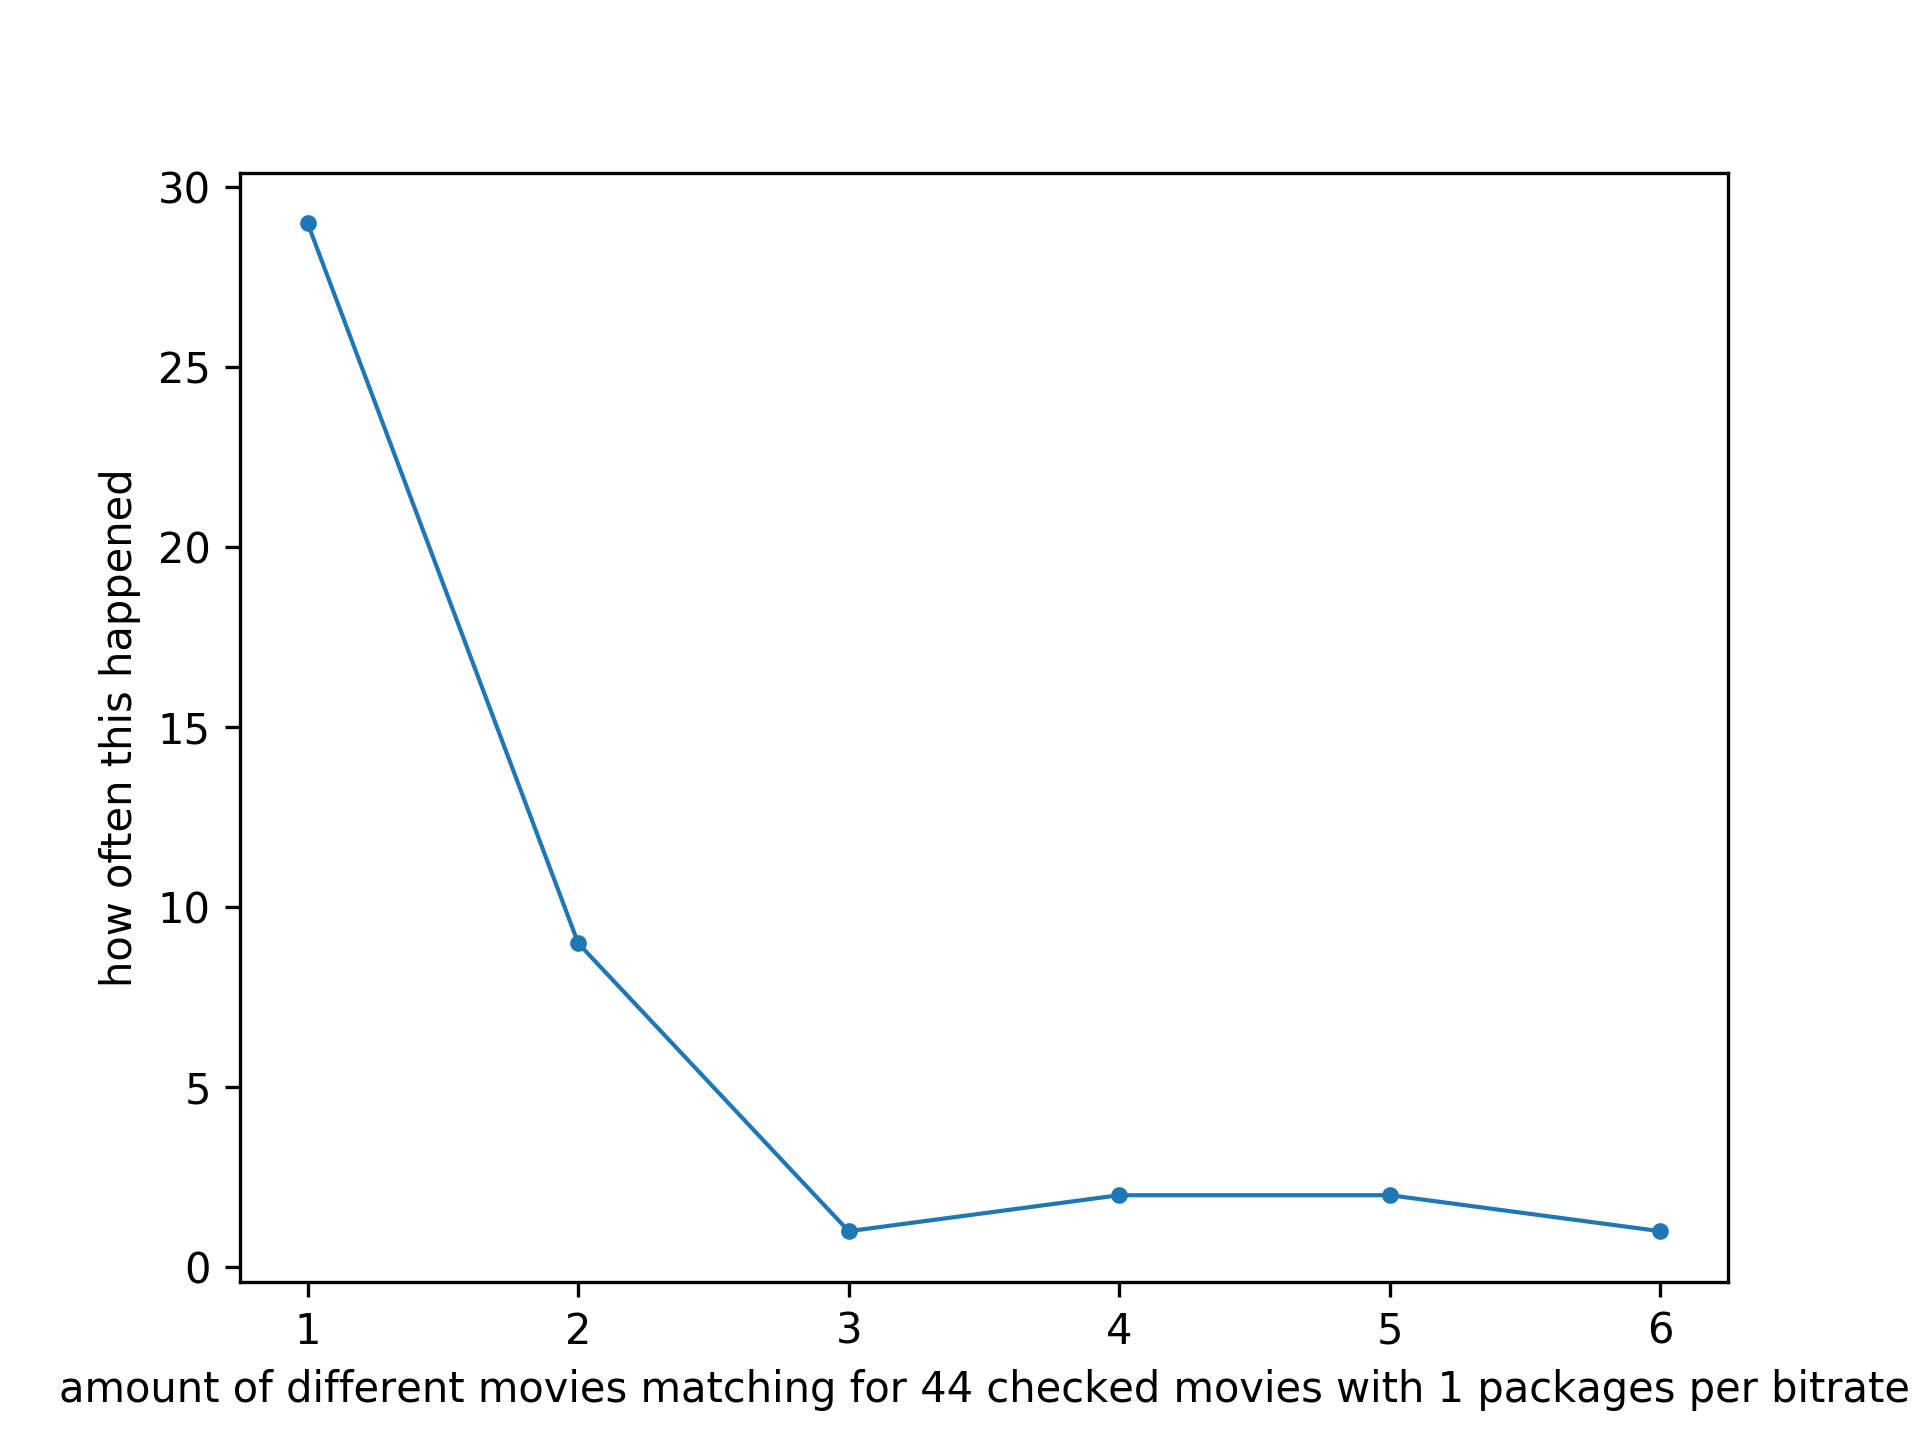 30
25
20
15
10
5
0
how often this happened
1 2 3 4 5 6
amount of different movies matching for 44 checked movies with 1 packages per bitrate